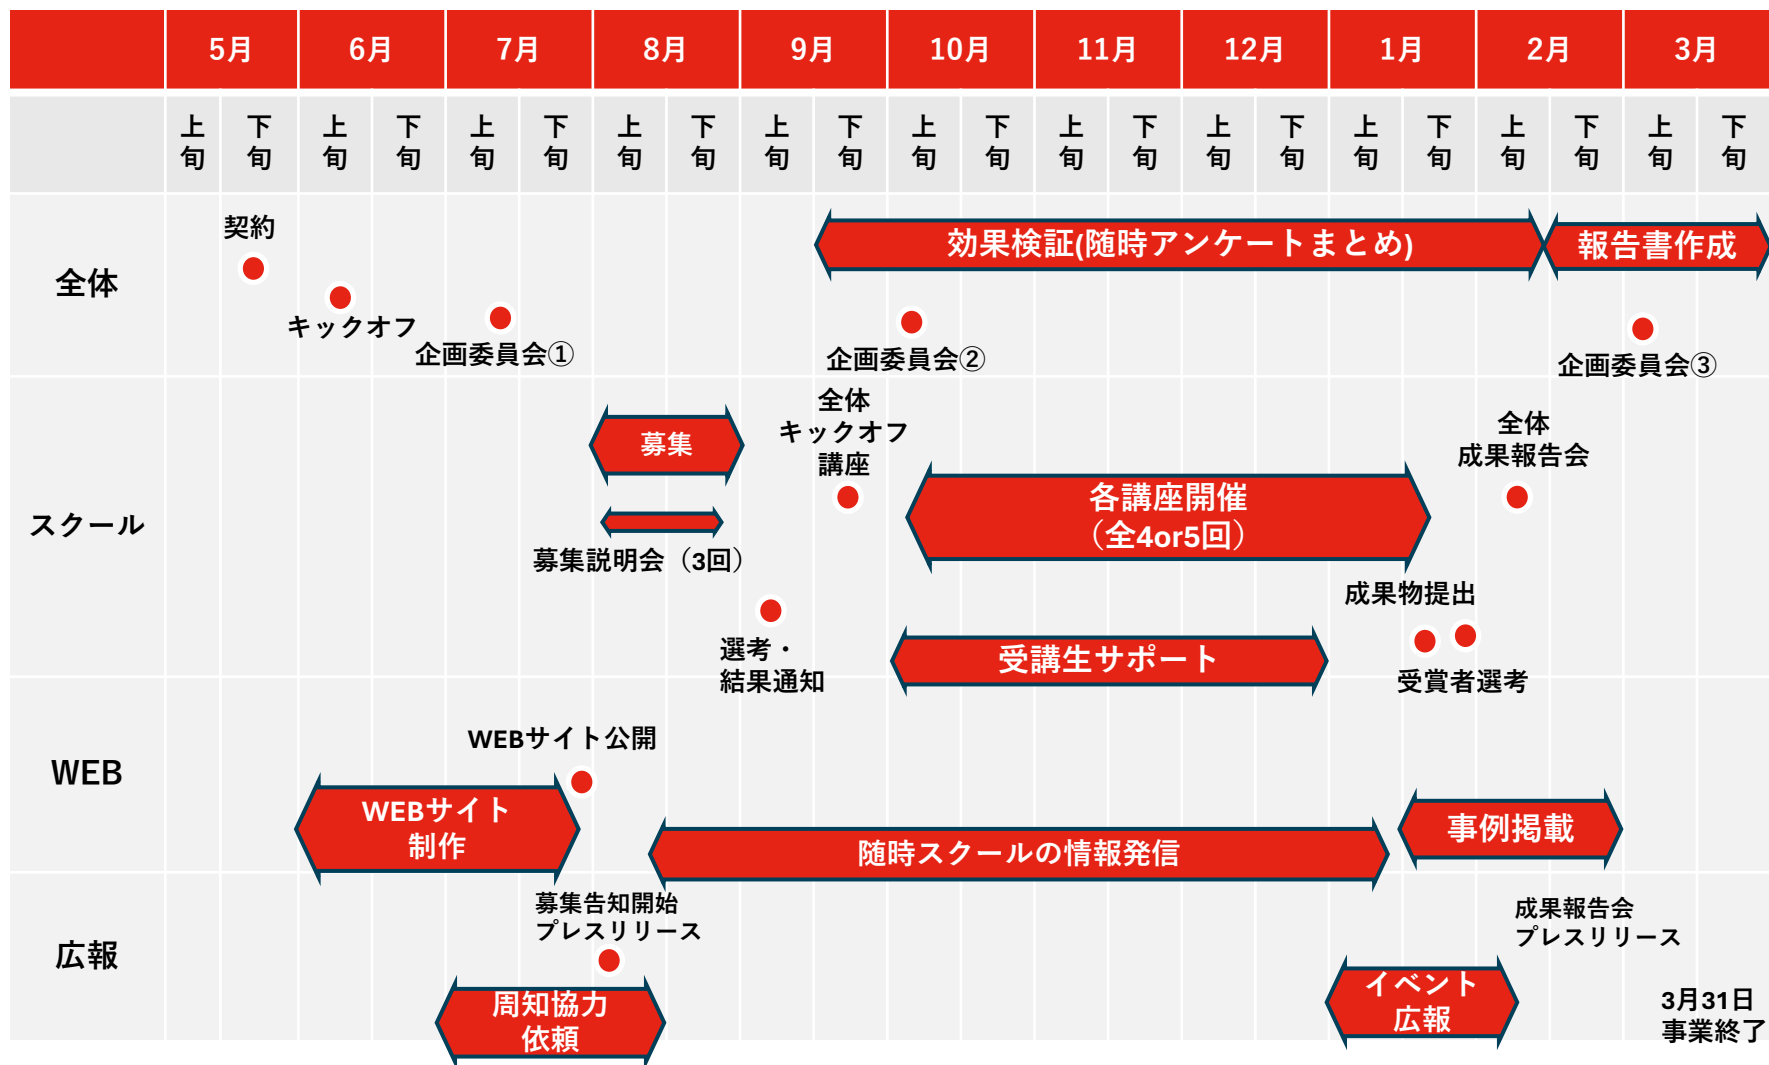 5月 6月 7月 8月 9月 10月 11月 12月 1月 2月 3月
上旬 下旬 上旬 下旬 上旬 下旬 上旬 下旬 上旬 下旬 上旬 下旬 上旬 下旬 上旬 下旬 上旬 下旬 上旬 下旬 上旬 下旬
全体
契約
キックオフ
企画委員会①
効果検証(随時アンケートまとめ)
報告書作成
企画委員会②
企画委員会③
スクール
募集
募集説明会（3回）
全体
キックオフ
講座
選考・
結果通知
各講座開催
（全4or5回）
受講生サポート
全体
成果報告会
成果物提出
受賞者選考
WEB
WEBサイト公開
WEBサイト
制作
随時スクールの情報発信
事例掲載
広報
募集告知開始
プレスリリース
周知協力
依頼
成果報告会
プレスリリース
イベント
広報
3月31日
事業終了